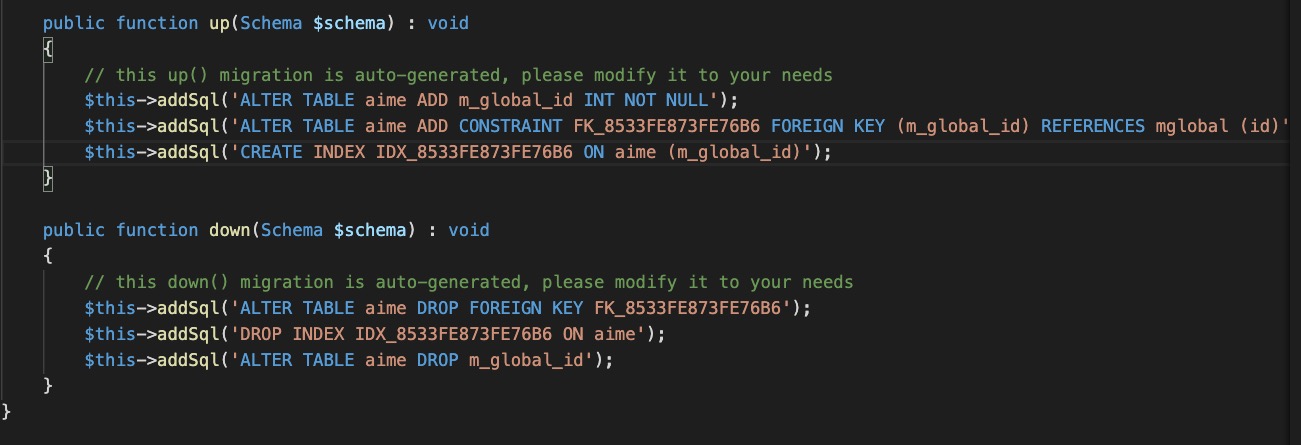 public function up(Schema $schema) : void
{
// this up() migration is auto-generated, please modify it to your needs
$this->addSql('ALTER TABLE aime ADD m_global_id INT NOT NULL');
$this->addSql('ALTER TABLE aime ADD CONSTRAINT FK_8533FE873FE76B6 FOREIGN KEY (m_global_id) REFERENCES mglobal (id)'
$this->addSql('CREATE INDEX IDX_8533FE873FE76B6 ON aime (m_global_id)');
}
public function down(Schema $schema) : void
{
// this down() migration is auto-generated, please modify it to your needs
$this->addSql('ALTER TABLE aime DROP FOREIGN KEY FK_8533FE873FE76B6');
$this->addSql('DROP INDEX IDX_8533FE873FE76B6 ON aime');
$this->addSql('ALTER TABLE aime DROP m_global_id');
}
}